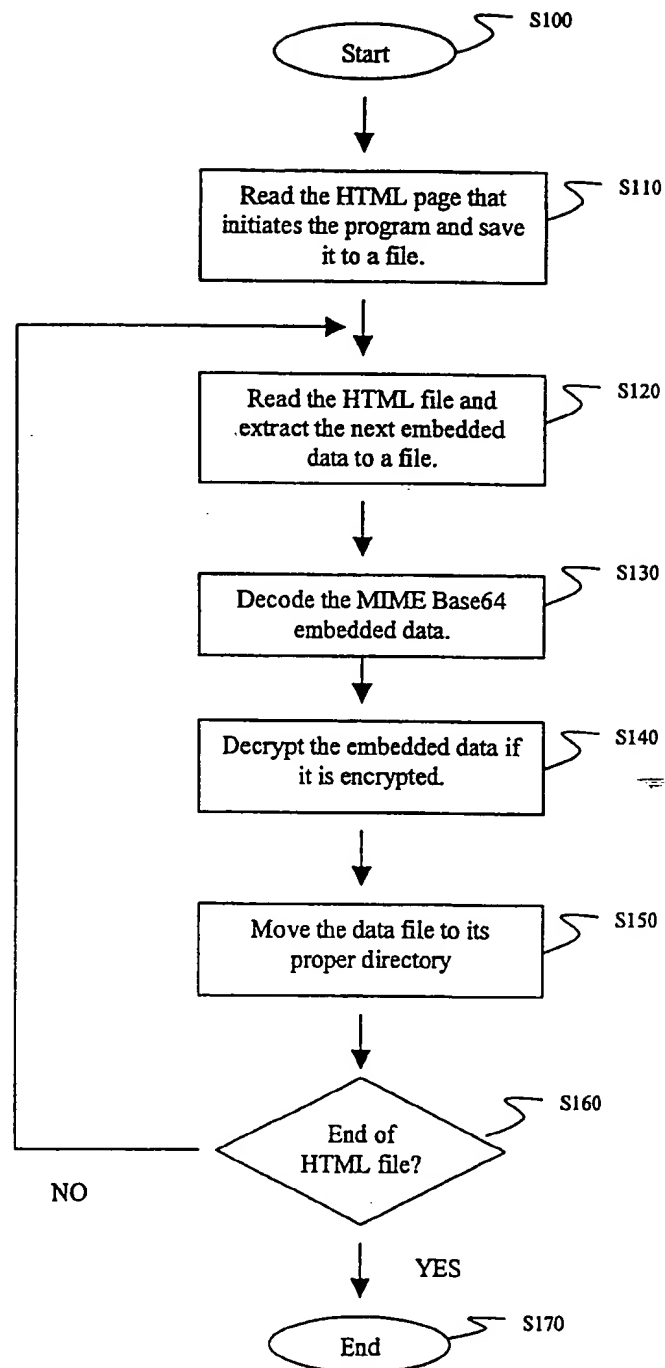 S100
Start
S110
Read the HTML page that
initiates the program and save
it to a file.
S120
Read the HTML file and
extract the next embedded
data to a file.
S130
Decode the MIME Base64
embedded data.
S140
Decrypt the embedded data if
it is encrypted.
S150
Move the data file to its
proper directory
S160
End of
HTML file?
NO
YES
S170
End